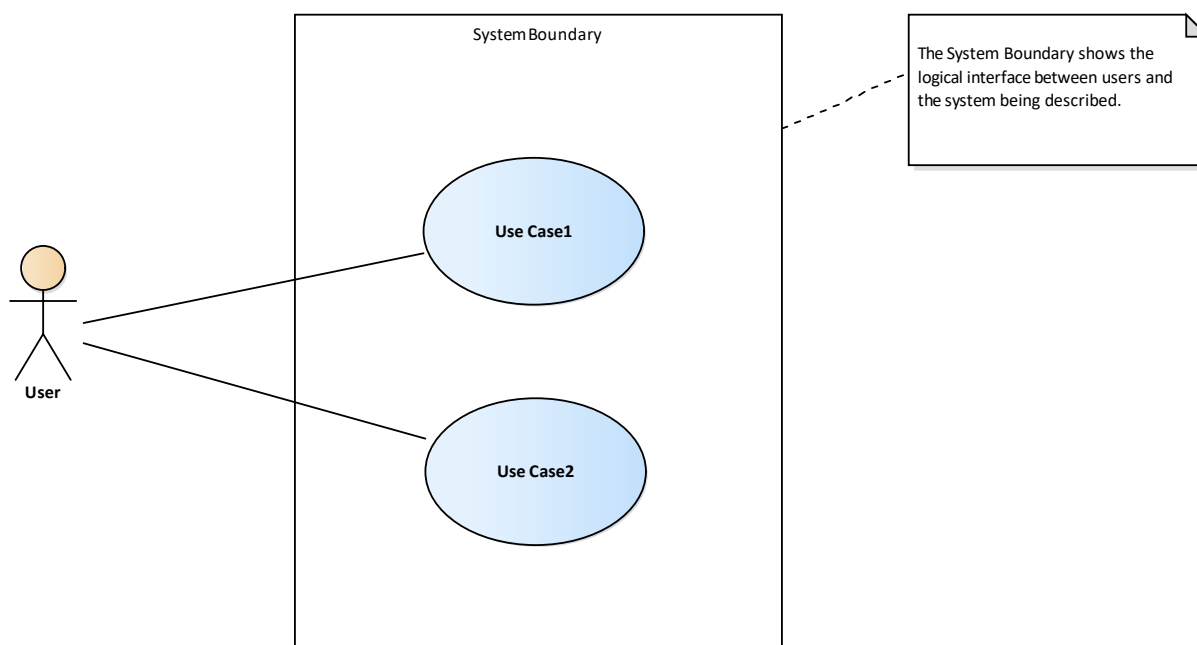 System Boundary
The System Boundary shows the
logical interface between users and
the system being described.
Use Case1
User
Use Case2